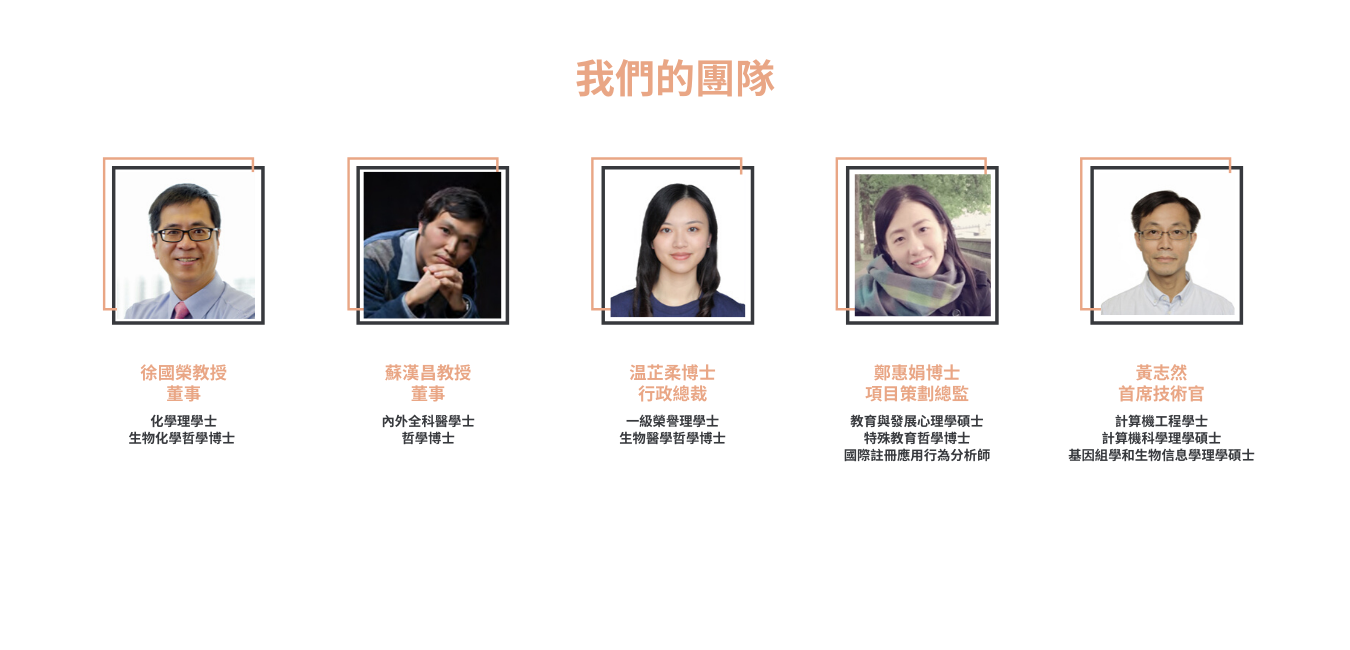 我們的團隊
徐國榮教授
董事
化學理學士
生物化學哲學博士
蘇漢昌教授
董事
內外全科醫學士
哲學博士
温芷柔博士
行政總裁
一級榮譽理學士
生物醫學哲學博士
鄭惠娟博士
項目策劃總監
教育與發展心理學碩士
特殊教育哲學博士
國際註冊應用行為分析師
黃志然
首席技術官
計算機工程學士
計算機科學理學碩士
基因組學和生物信息學理學碩士